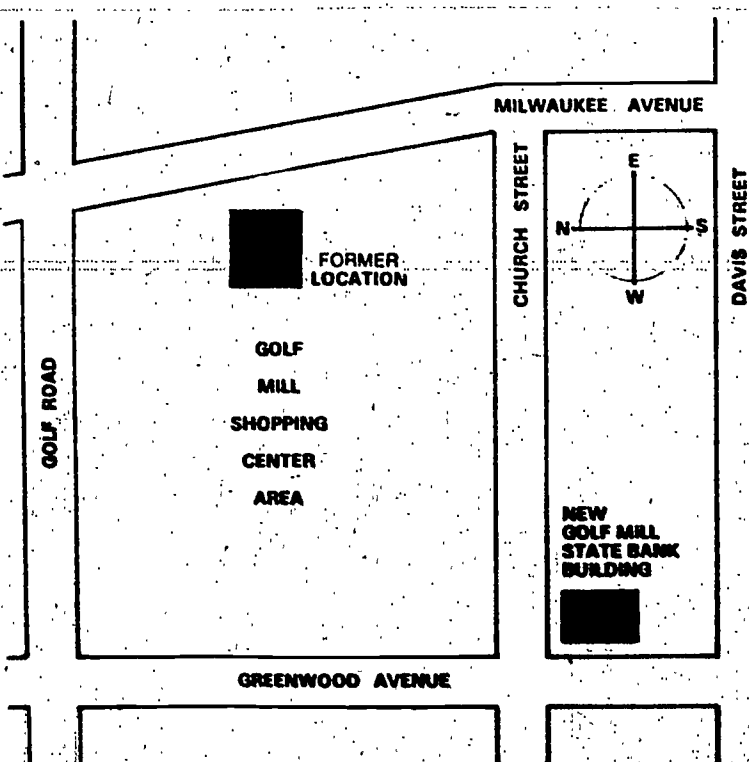 MILWAUKEE AVENUE
CHURCH STREET
DAVIS STREET
E
N
S
W
FORMER
LOCATION
GOLF
MILL
SHOPPING
CENTER
AREA
GOLF ROAD
NEW
GOLF MILL
STATE BANK
BUILDING
GREENWOOD AVENUE